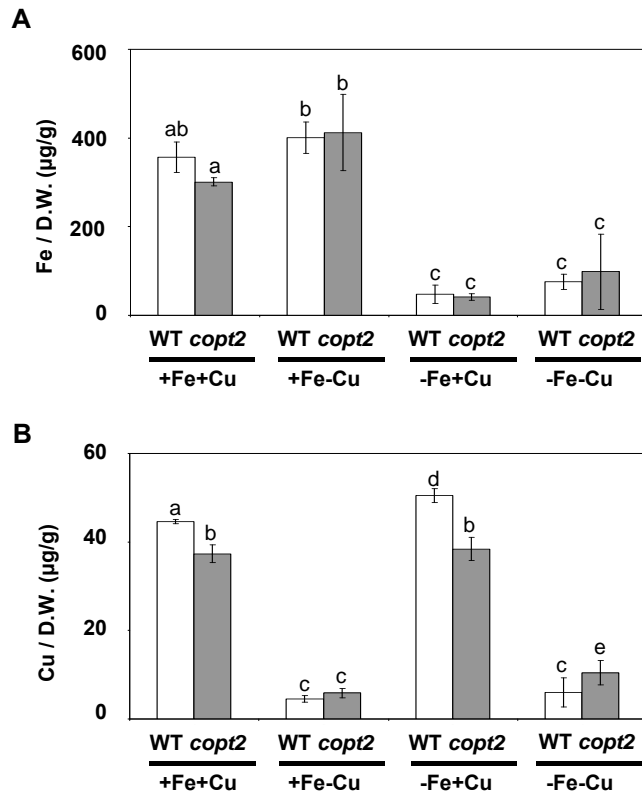 A
Fe / D.W. (µg/g)
600
400
200
0
ab
a
b
b
c
c
c
c
WT copt2 WT copt2 WT copt2 WT copt2
+Fe+Cu +Fe-Cu -Fe+Cu -Fe-Cu
B
Cu / D.W. (µg/g)
60
40
20
0
a
b
c
c
d
b
c
e
WT copt2 WT copt2 WT copt2 WT copt2
+Fe+Cu +Fe-Cu -Fe+Cu -Fe-Cu